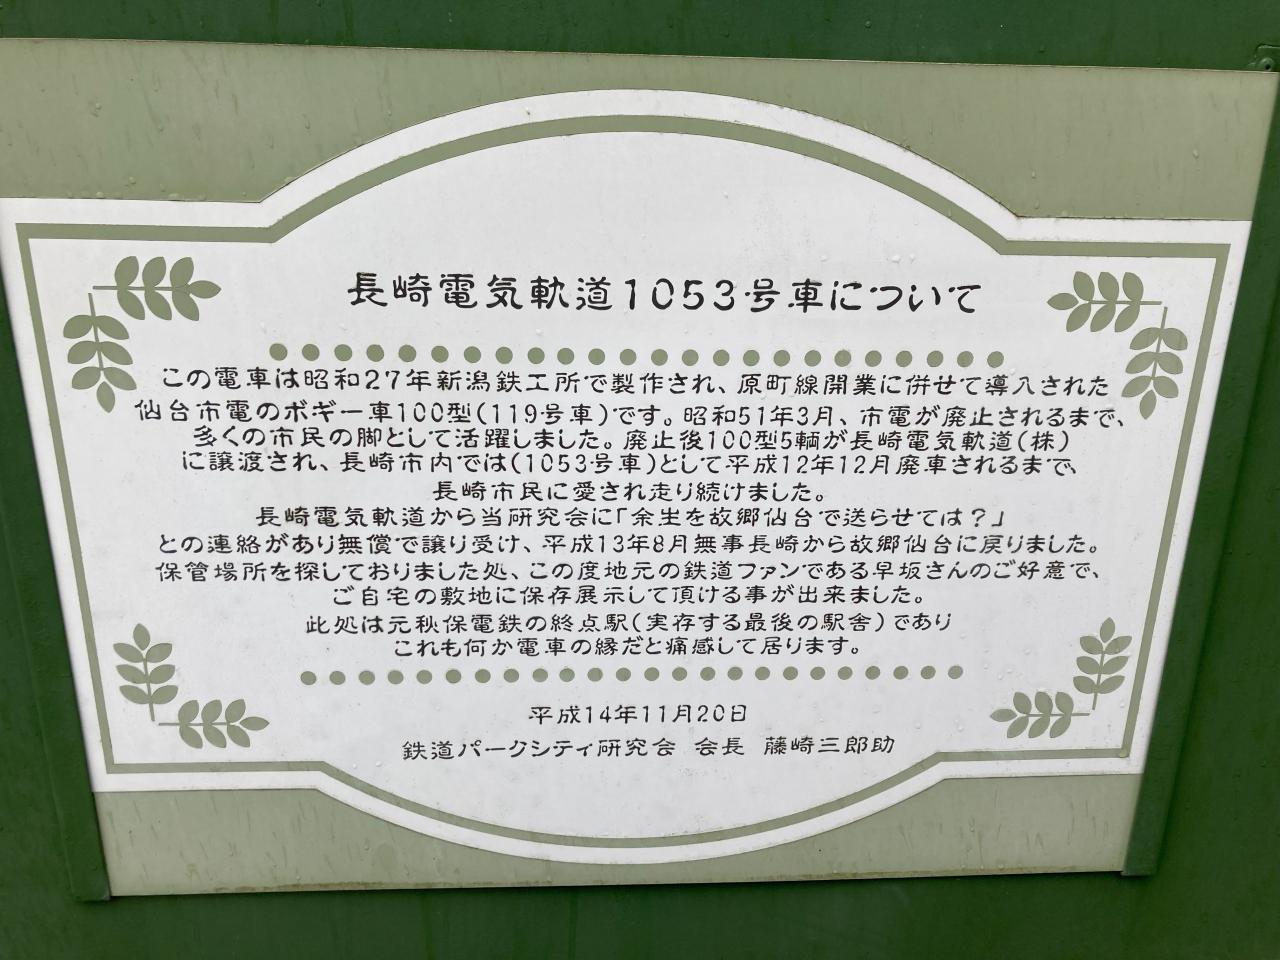 長崎電気軌道1053号車について
この電車は昭和27年新潟鉄工所で製作され、原町線開業に併せて導入された
仙台市電のボギー車100型(119号車)です。昭和51年3月、市電が廃止されるまで、
多くの市民の脚として活躍しました。廃止後100型5輌が長崎電気軌道(株)
に譲渡され、長崎市内では(1053号車)として平成12年12月廃車されるまで、
長崎市民に愛され走り続けました。
長崎電気軌道から当研究会に「余生を故郷仙台で送らせては?」
との連絡があり無償で譲り受け、平成13年8月無事長崎から故郷仙台に戻りました。
保管場所を探しておりました処、この度地元の鉄道ファンである早坂さんのご好意で、
ご自宅の敷地に保存展示して頂ける事が出来ました。
此処は元秋保電鉄の終点駅(実存する最後の駅舎)であり
これも何か電車の縁だと痛感して居ります。
平成14年11月20日
鉄道パークシティ研究会 会長 藤崎三郎助